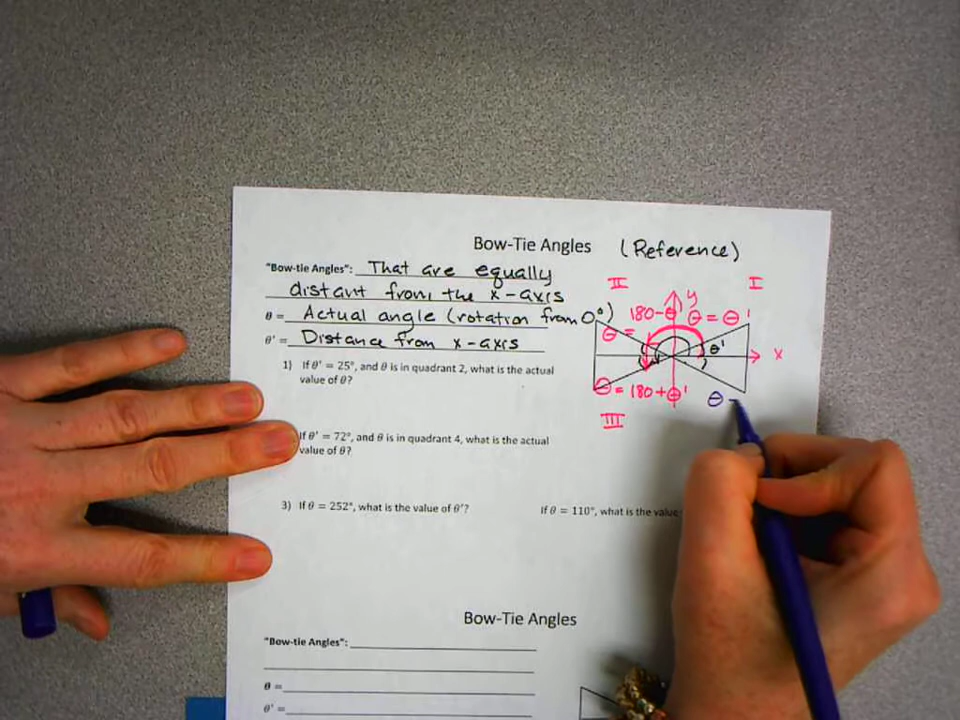 Bow-Tie Angles (Reference)
"Bow-tie Angles": That are equally
distant from the x-axis
θ = Actual angle (rotation from 0°)
θ' = Distance from x-axis
II
I
y
180-θ'
θ = θ'
θ =
θ'
x
θ = 180+θ'
θ -
III
1) If θ' = 25°, and θ is in quadrant 2, what is the actual
value of θ?
If θ' = 72°, and θ is in quadrant 4, what is the actual
value of θ?
3) If θ = 252°, what is the value of θ'?
If θ = 110°, what is the value
Bow-Tie Angles
"Bow-tie Angles":
θ =
θ' =